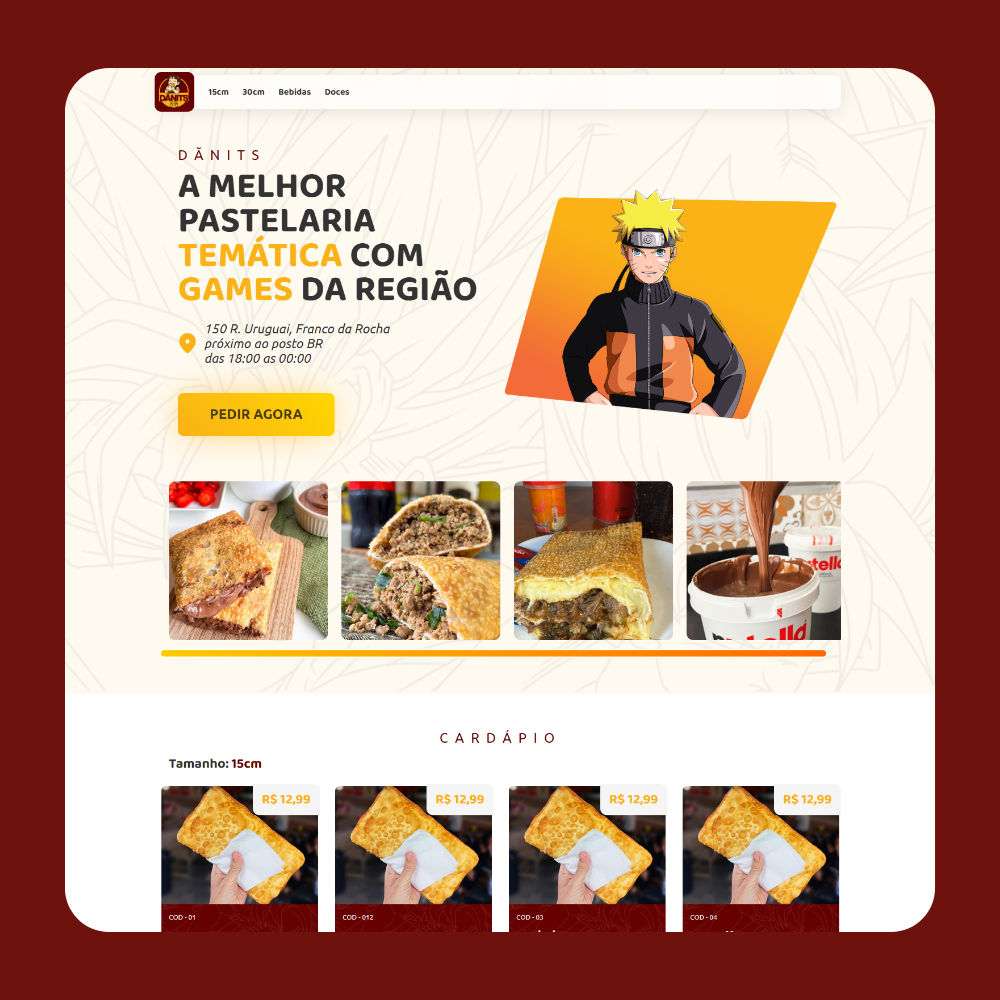 DÃNITS
15cm 30cm Bebidas Doces
DÃNITS
A MELHOR
PASTELARIA
TEMÁTICA COM
GAMES DA REGIÃO
150 R. Uruguai, Franco da Rocha
próximo ao posto BR
das 18:00 as 00:00
PEDIR AGORA
nutella
CARDÁPIO
Tamanho: 15cm
R$ 12,99 R$ 12,99 R$ 12,99 R$ 12,99
COD - 01 COD - 012 COD - 03 COD - 04